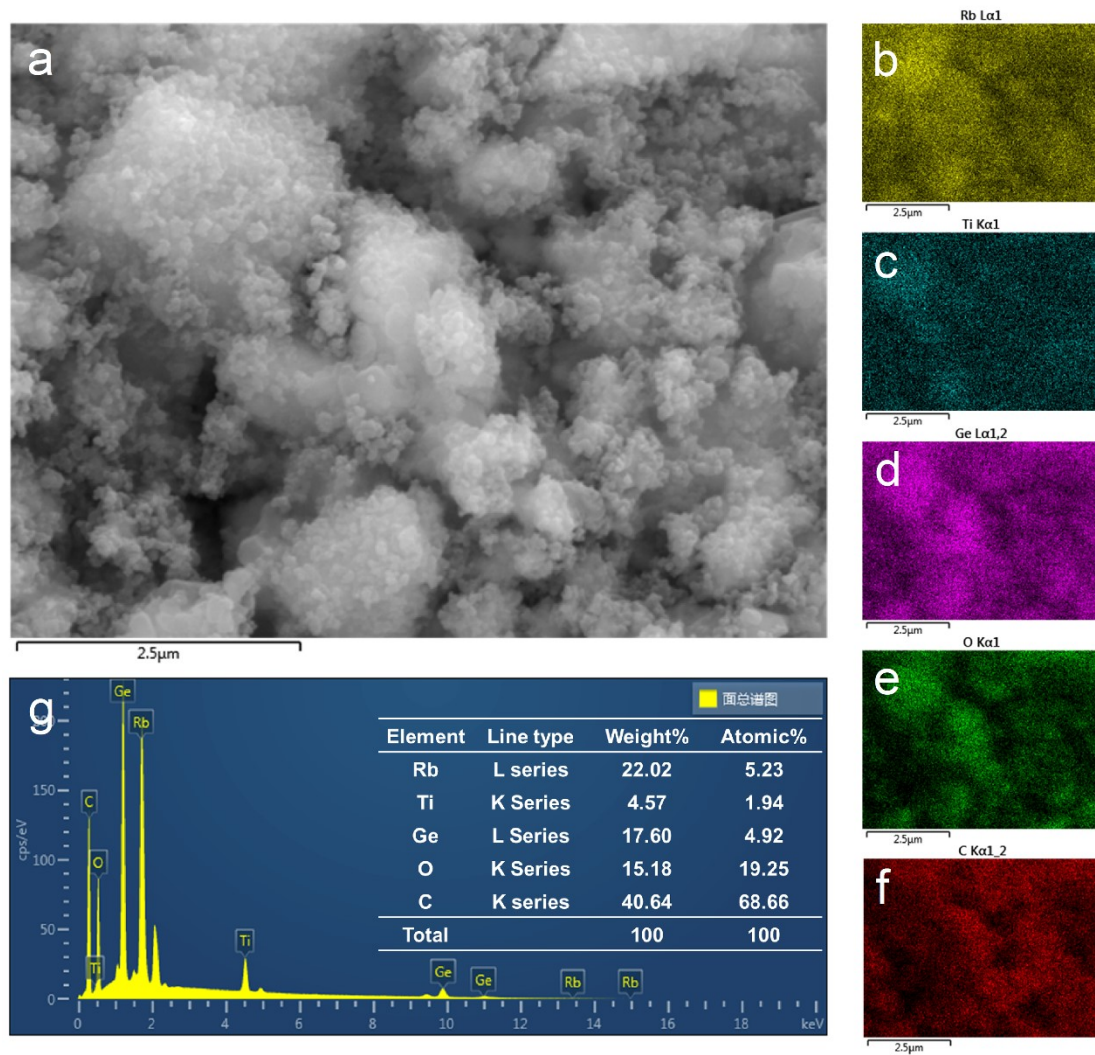 a
2.5μm
Rb Lα1
b
2.5μm
Ti Kα1
c
2.5μm
Ge Lα1,2
d
2.5μm
O Kα1
e
2.5μm
C Kα1_2
f
2.5μm
g
面总谱图
Element Line type Weight% Atomic%
Rb L series 22.02 5.23
Ti K Series 4.57 1.94
Ge L Series 17.60 4.92
O K Series 15.18 19.25
C K series 40.64 68.66
Total 100 100
cps/eV
150
100
50
0
Ge
Rb
C
O
Ti
Ti
Ge
Ge
Rb
Rb
0 2 4 6 8 10 12 14 16 18 keV